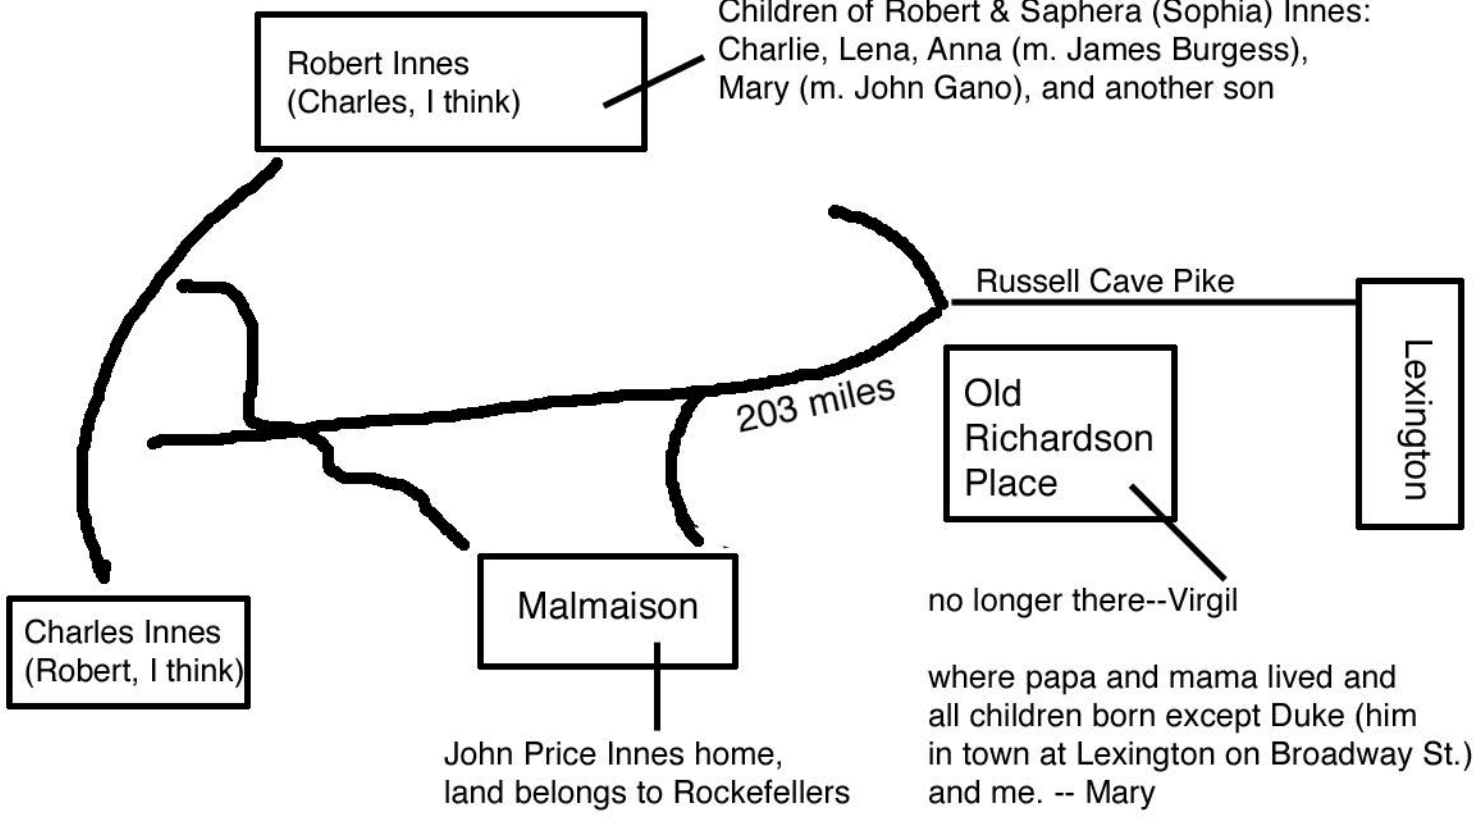 Children of Robert & Saphera (Sophia) Innes:
Charlie, Lena, Anna (m. James Burgess),
Mary (m. John Gano), and another son
Robert Innes
(Charles, I think)
Russell Cave Pike
Lexington
203 miles
Old
Richardson
Place
Malmaison
Charles Innes
(Robert, I think)
no longer there--Virgil
where papa and mama lived and
all children born except Duke (him
in town at Lexington on Broadway St.)
and me. -- Mary
John Price Innes home,
land belongs to Rockefellers